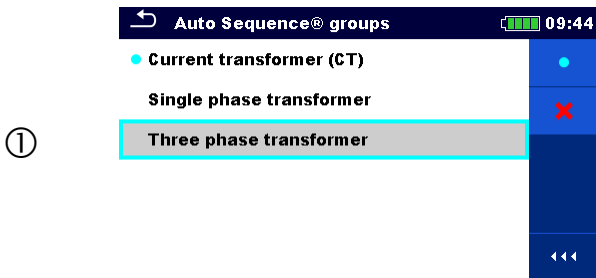 Auto Sequence® groups 09:44
Current transformer (CT)
Single phase transformer
①
Three phase transformer